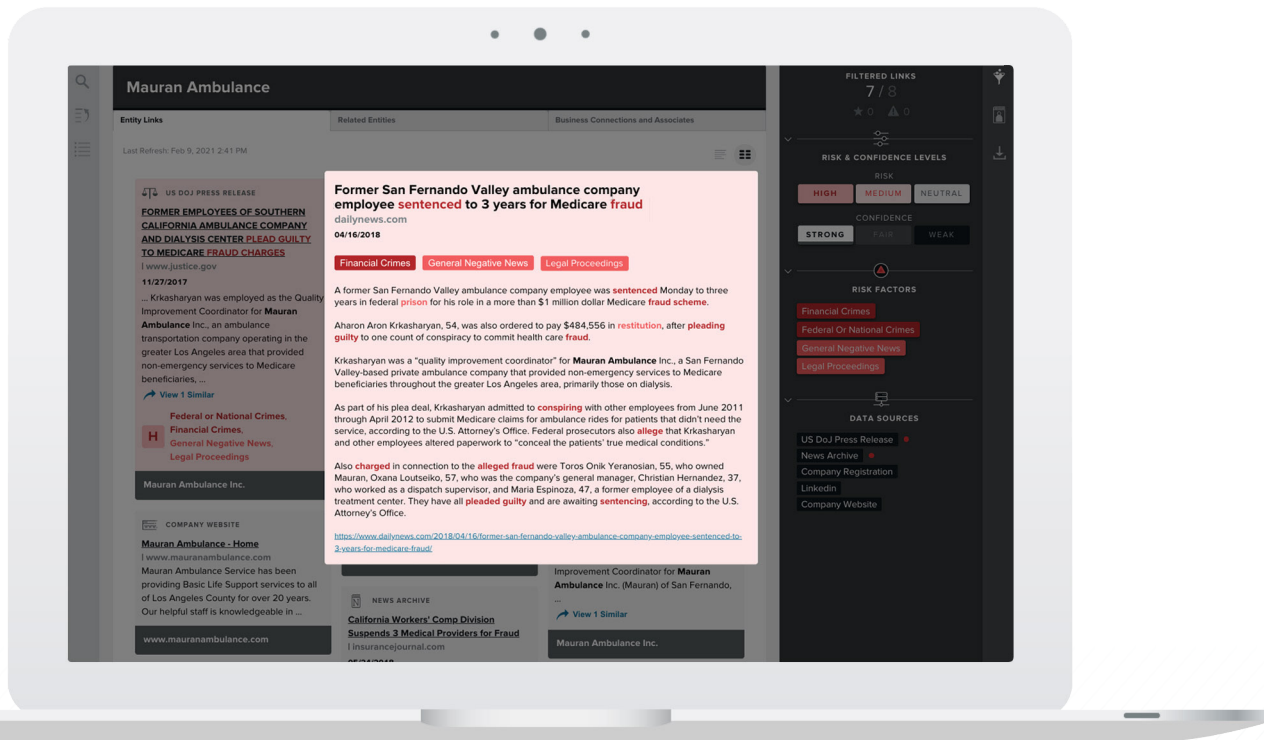 Mauran Ambulance
Entity Links
Related Entities
Business Connections and Associates
Last Refresh: Feb 9, 2021 2:41 PM
US DOJ PRESS RELEASE
FORMER EMPLOYEES OF SOUTHERN
CALIFORNIA AMBULANCE COMPANY
AND DIALYSIS CENTER PLEAD GUILTY
TO MEDICARE FRAUD CHARGES
| www.justice.gov
11/27/2017
... Krkasharyan was employed as the Quality
Improvement Coordinator for Mauran
Ambulance Inc., an ambulance
transportation company operating in the
greater Los Angeles area that provided
non-emergency services to Medicare
beneficiaries, ...
View 1 Similar
H
Federal or National Crimes,
Financial Crimes,
General Negative News,
Legal Proceedings
Mauran Ambulance Inc.
COMPANY WEBSITE
Mauran Ambulance - Home
| www.mauranambulance.com
Mauran Ambulance Service has been
providing Basic Life Support services to all
of Los Angeles County for over 20 years.
Our helpful staff is knowledgeable in ...
www.mauranambulance.com
Former San Fernando Valley ambulance company
employee sentenced to 3 years for Medicare fraud
dailynews.com
04/16/2018
Financial Crimes
General Negative News
Legal Proceedings
A former San Fernando Valley ambulance company employee was sentenced Monday to three
years in federal prison for his role in a more than $1 million dollar Medicare fraud scheme.
Aharon Aron Krkasharyan, 54, was also ordered to pay $484,556 in restitution, after pleading
guilty to one count of conspiracy to commit health care fraud.
Krkasharyan was a “quality improvement coordinator” for Mauran Ambulance Inc., a San Fernando
Valley-based private ambulance company that provided non-emergency services to Medicare
beneficiaries throughout the greater Los Angeles area, primarily those on dialysis.
As part of his plea deal, Krkasharyan admitted to conspiring with other employees from June 2011
through April 2012 to submit Medicare claims for ambulance rides for patients that didn’t need the
service, according to the U.S. Attorney’s Office. Federal prosecutors also allege that Krkasharyan
and other employees altered paperwork to “conceal the patients’ true medical conditions.”
Also charged in connection to the alleged fraud were Toros Onik Yeranosian, 55, who owned
Mauran, Oxana Loutseiko, 57, who was the company’s general manager, Christian Hernandez, 37,
who worked as a dispatch supervisor, and Maria Espinoza, 47, a former employee of a dialysis
treatment center. They have all pleaded guilty and are awaiting sentencing, according to the U.S.
Attorney’s Office.
https://www.dailynews.com/2018/04/16/former-san-fernando-valley-ambulance-company-employee-sentenced-to-
3-years-for-medicare-fraud/
NEWS ARCHIVE
California Workers' Comp Division
Suspends 3 Medical Providers for Fraud
| insurancejournal.com
05/24/2018
Improvement Coordinator for Mauran
Ambulance Inc. (Mauran) of San Fernando,
...
View 1 Similar
Mauran Ambulance Inc.
FILTERED LINKS
7 / 8
0 0
RISK & CONFIDENCE LEVELS
RISK
HIGH MEDIUM NEUTRAL
CONFIDENCE
STRONG FAIR WEAK
RISK FACTORS
Financial Crimes
Federal Or National Crimes
General Negative News
Legal Proceedings
DATA SOURCES
US DoJ Press Release
News Archive
Company Registration
Linkedin
Company Website